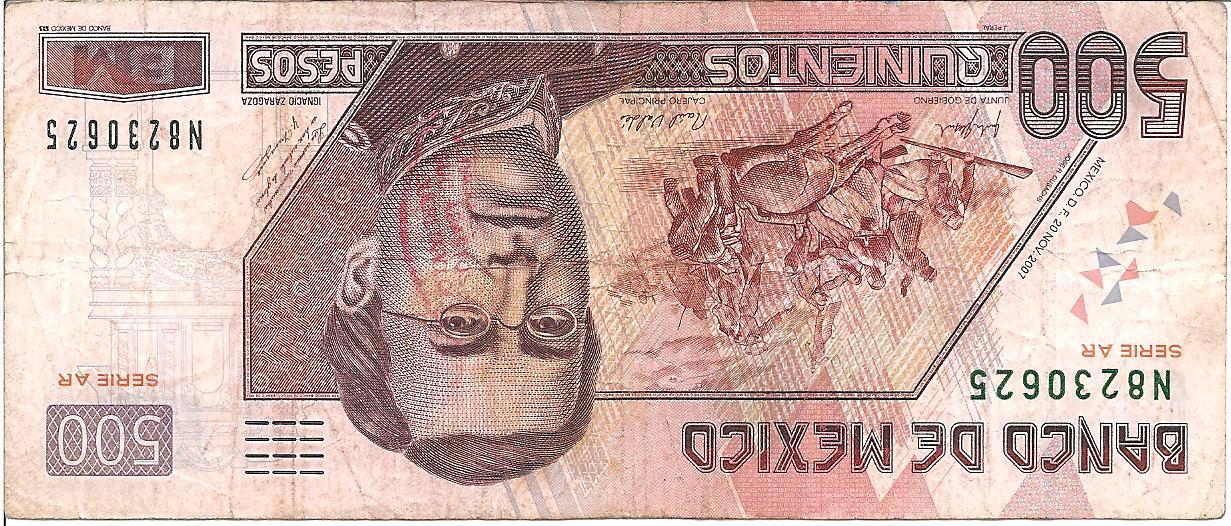 BANCO DE MEXICO
500
N8230625
SERIE AR
SERIE AR
MEXICO, D. F. 20 NOV. 2007
N8230625
JUNTA DE GOBIERNO
CAJERO PRINCIPAL
IGNACIO ZARAGOZA
500
QUINIENTOS
PESOS
BANCO DE MEXICO